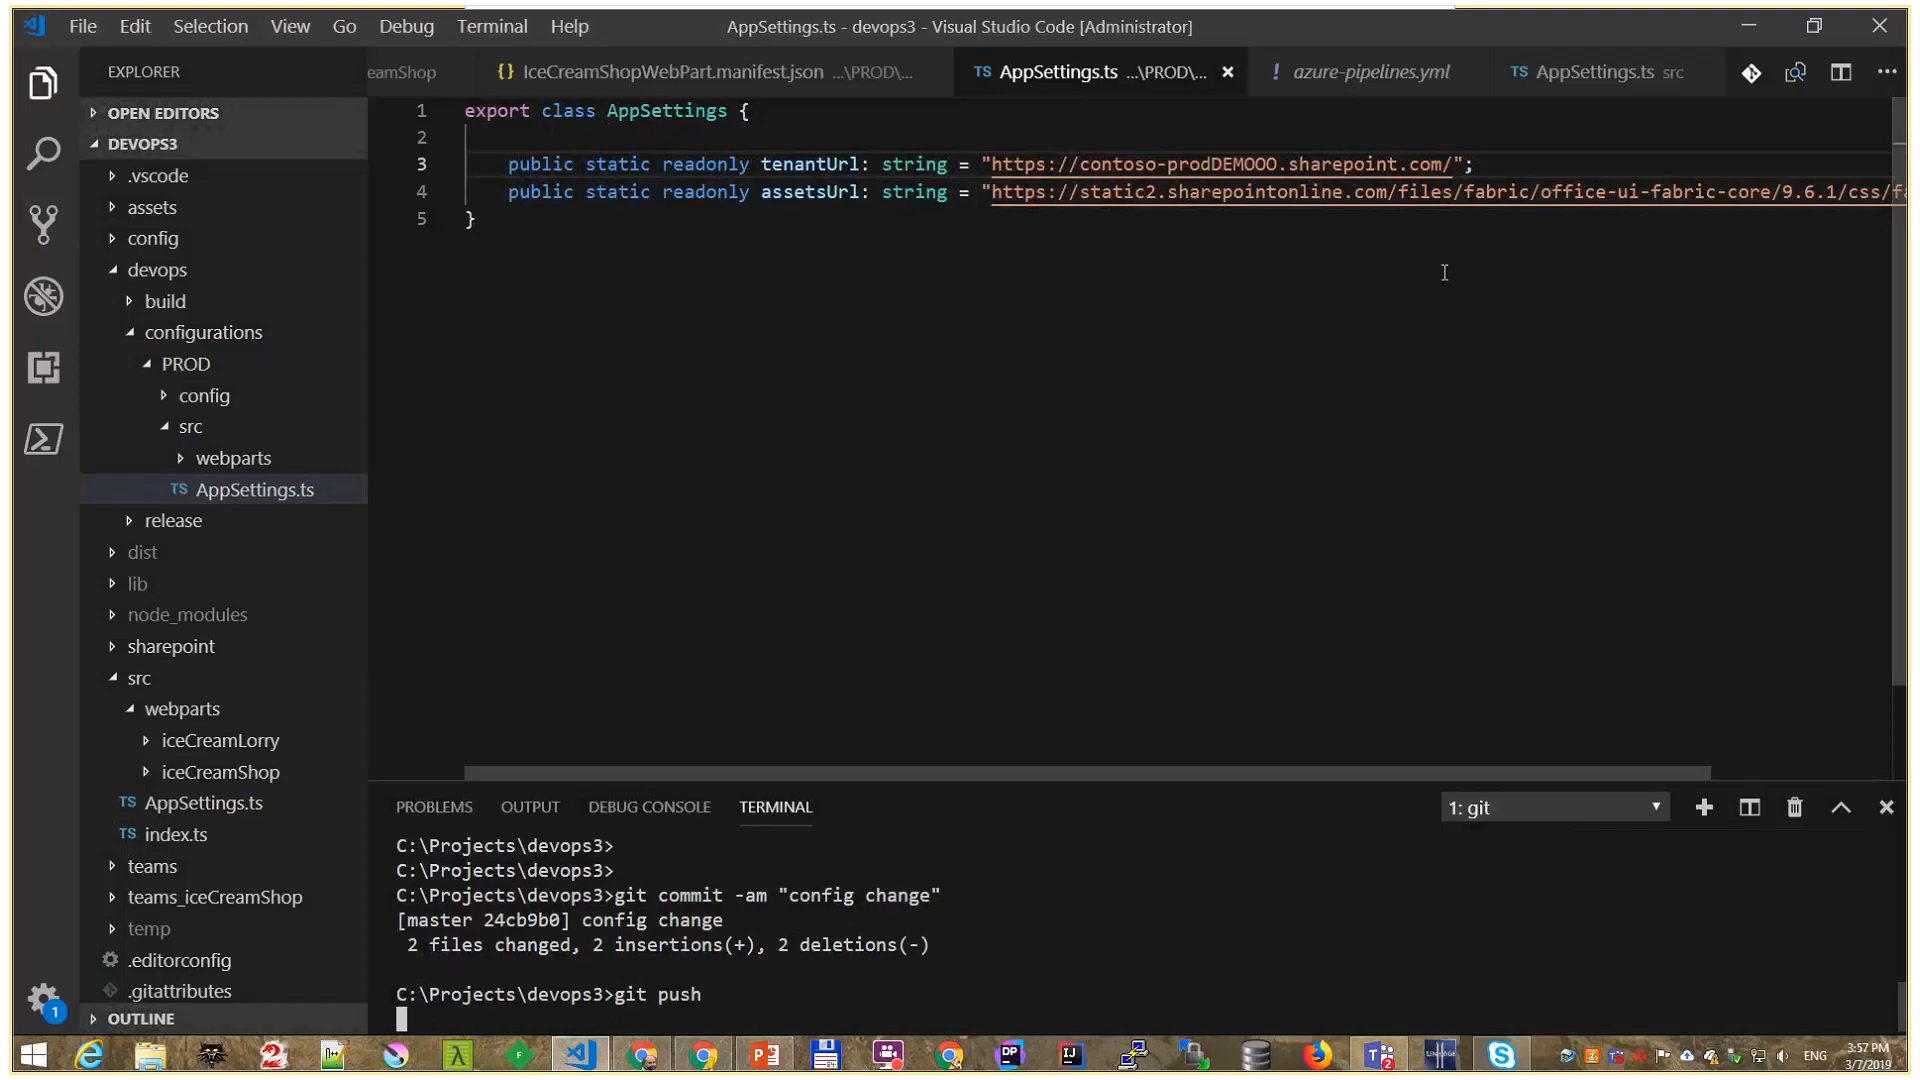 File Edit Selection View Go Debug Terminal Help AppSettings.ts - devops3 - Visual Studio Code [Administrator]
EXPLORER
eamShop {} IceCreamShopWebPart.manifest.json ...\PROD\... TS AppSettings.ts ...\PROD\... ! azure-pipelines.yml TS AppSettings.ts src
OPEN EDITORS
DEVOPS3
.vscode
assets
config
devops
build
configurations
PROD
config
src
webparts
TS AppSettings.ts
release
dist
lib
node_modules
sharepoint
src
webparts
iceCreamLorry
iceCreamShop
TS AppSettings.ts
TS index.ts
teams
teams_iceCreamShop
temp
.editorconfig
.gitattributes
OUTLINE
1 export class AppSettings {
2
3 public static readonly tenantUrl: string = "https://contoso-prodDEMOOO.sharepoint.com/";
4 public static readonly assetsUrl: string = "https://static2.sharepointonline.com/files/fabric/office-ui-fabric-core/9.6.1/css/fa
5 }
PROBLEMS OUTPUT DEBUG CONSOLE TERMINAL 1: git
C:\Projects\devops3>
C:\Projects\devops3>
C:\Projects\devops3>git commit -am "config change"
[master 24cb9b0] config change
2 files changed, 2 insertions(+), 2 deletions(-)
C:\Projects\devops3>git push
1
ENG
3:57 PM
3/7/2019